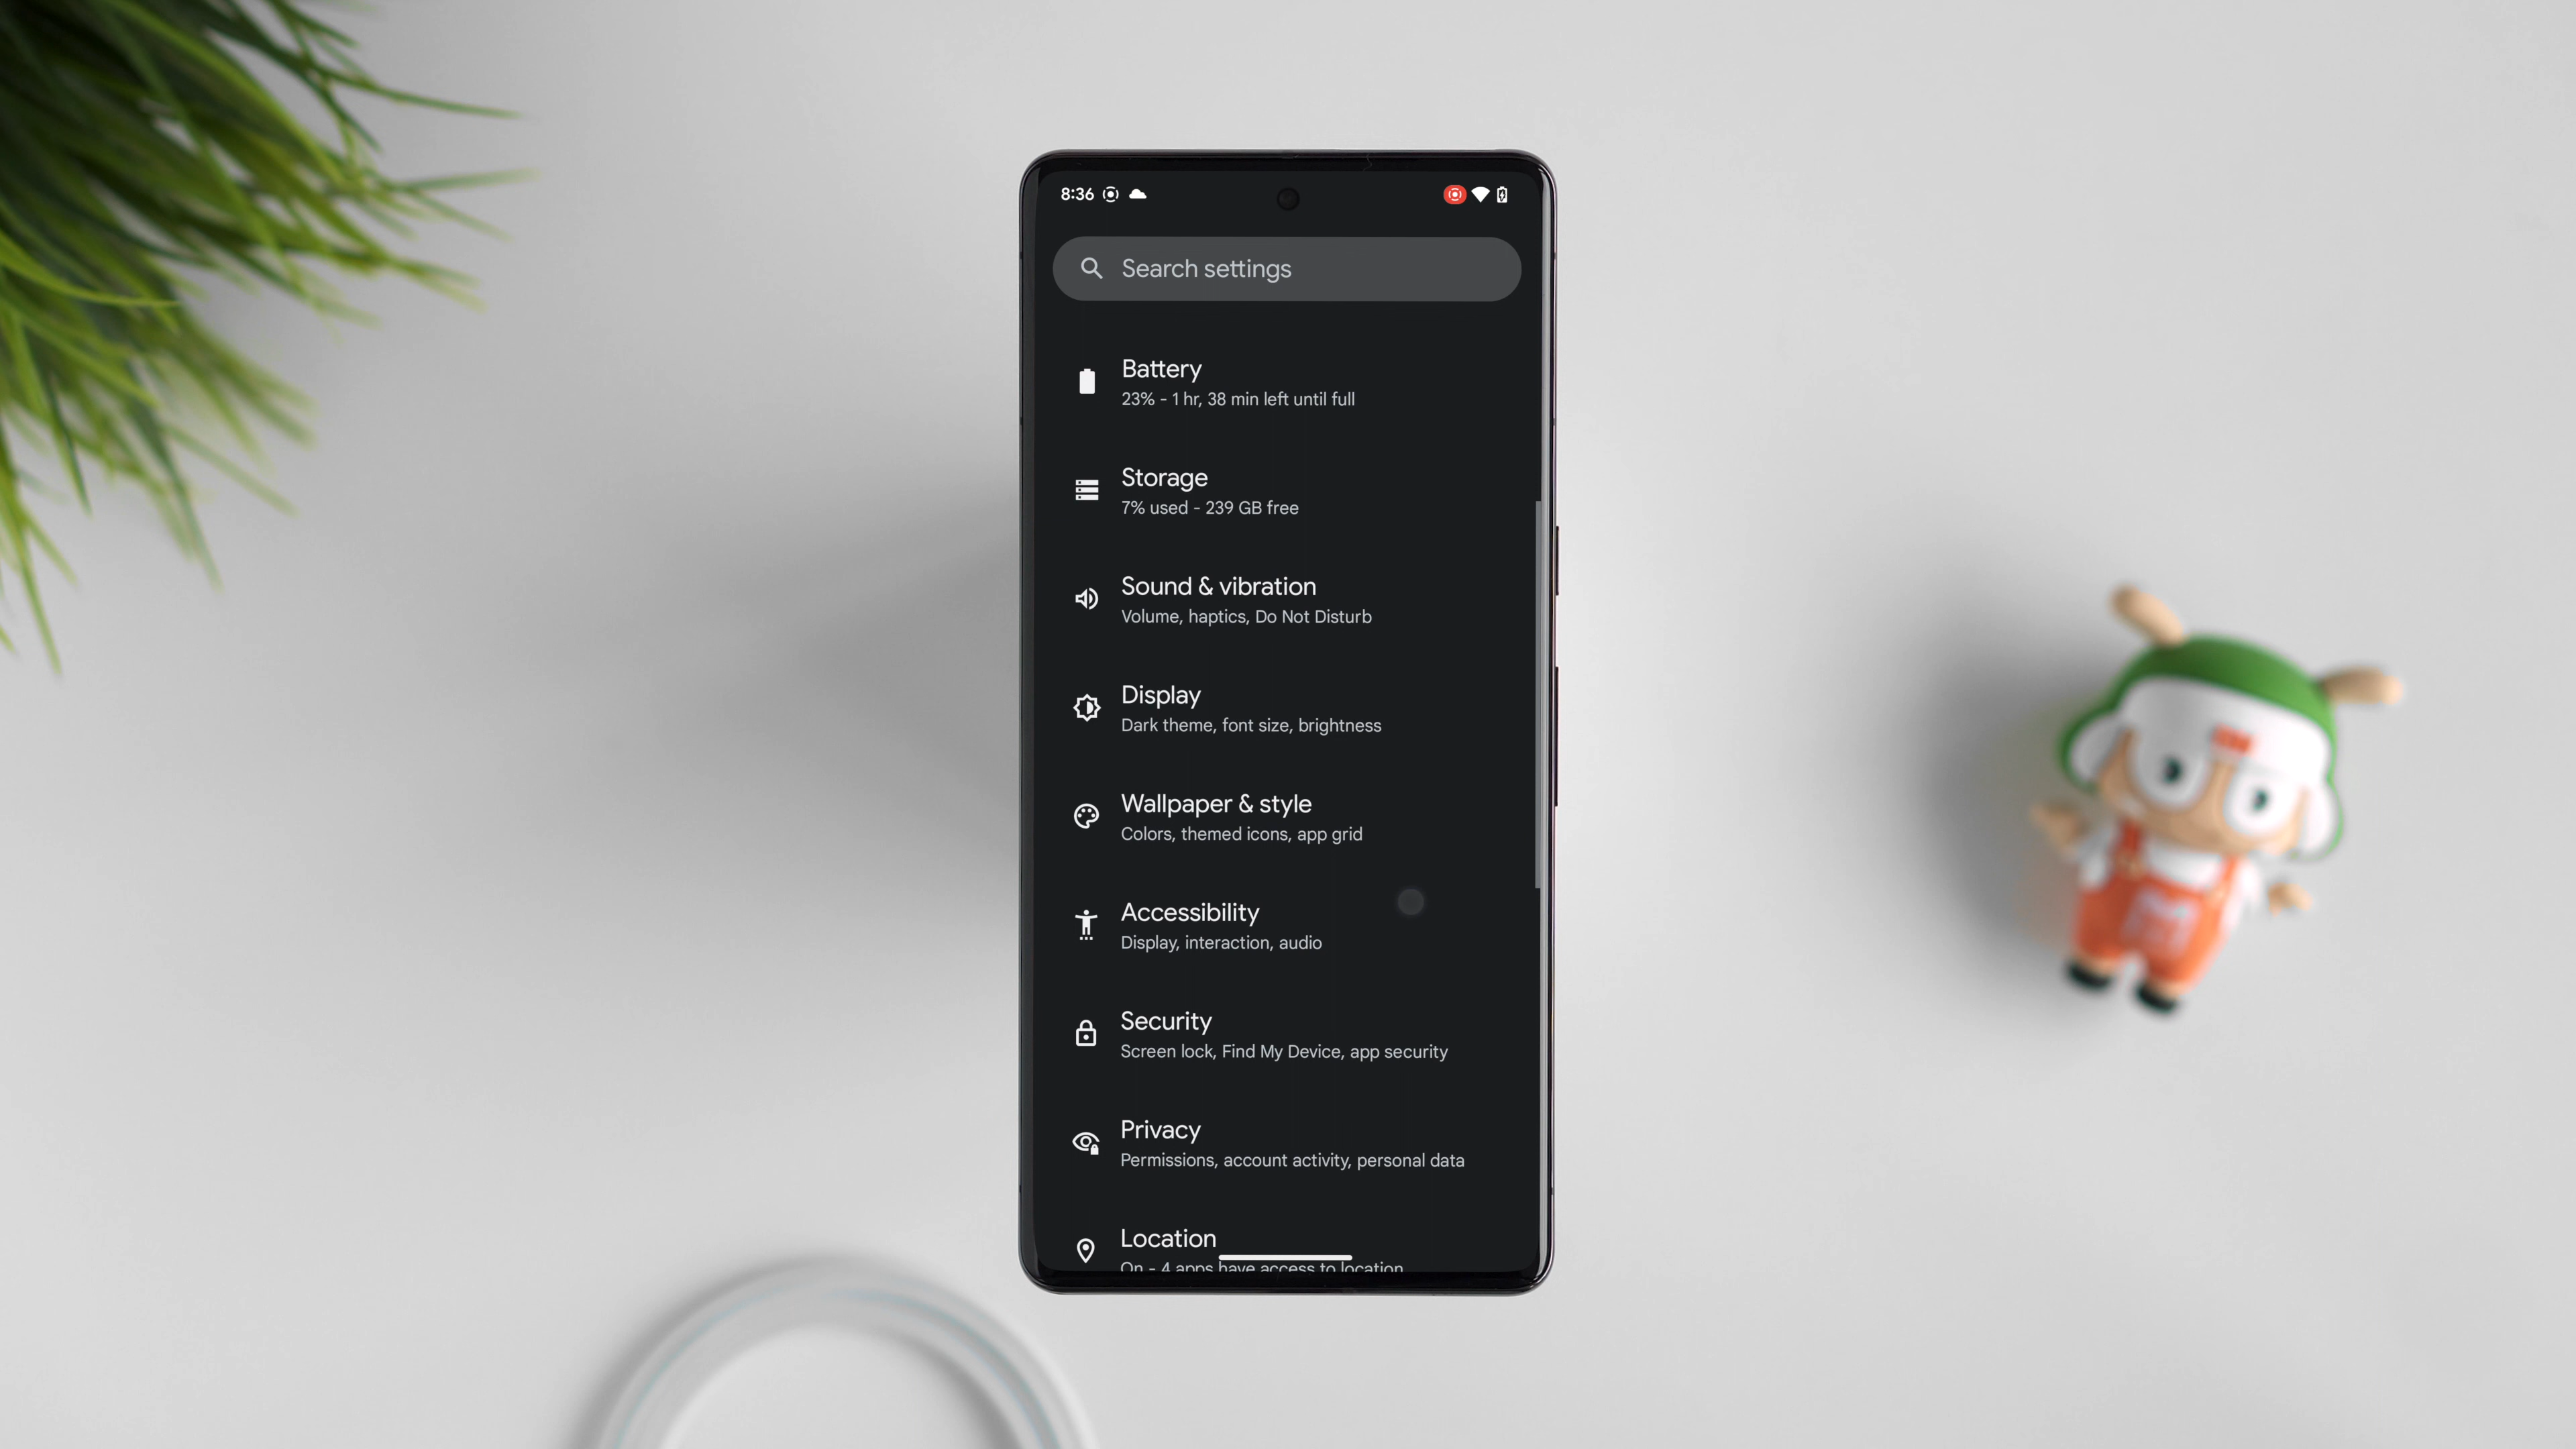 8:36
Search settings
Battery
23% - 1 hr, 38 min left until full
Storage
7% used - 239 GB free
Sound & vibration
Volume, haptics, Do Not Disturb
Display
Dark theme, font size, brightness
Wallpaper & style
Colors, themed icons, app grid
Accessibility
Display, interaction, audio
Security
Screen lock, Find My Device, app security
Privacy
Permissions, account activity, personal data
Location
On - 4 apps have access to location